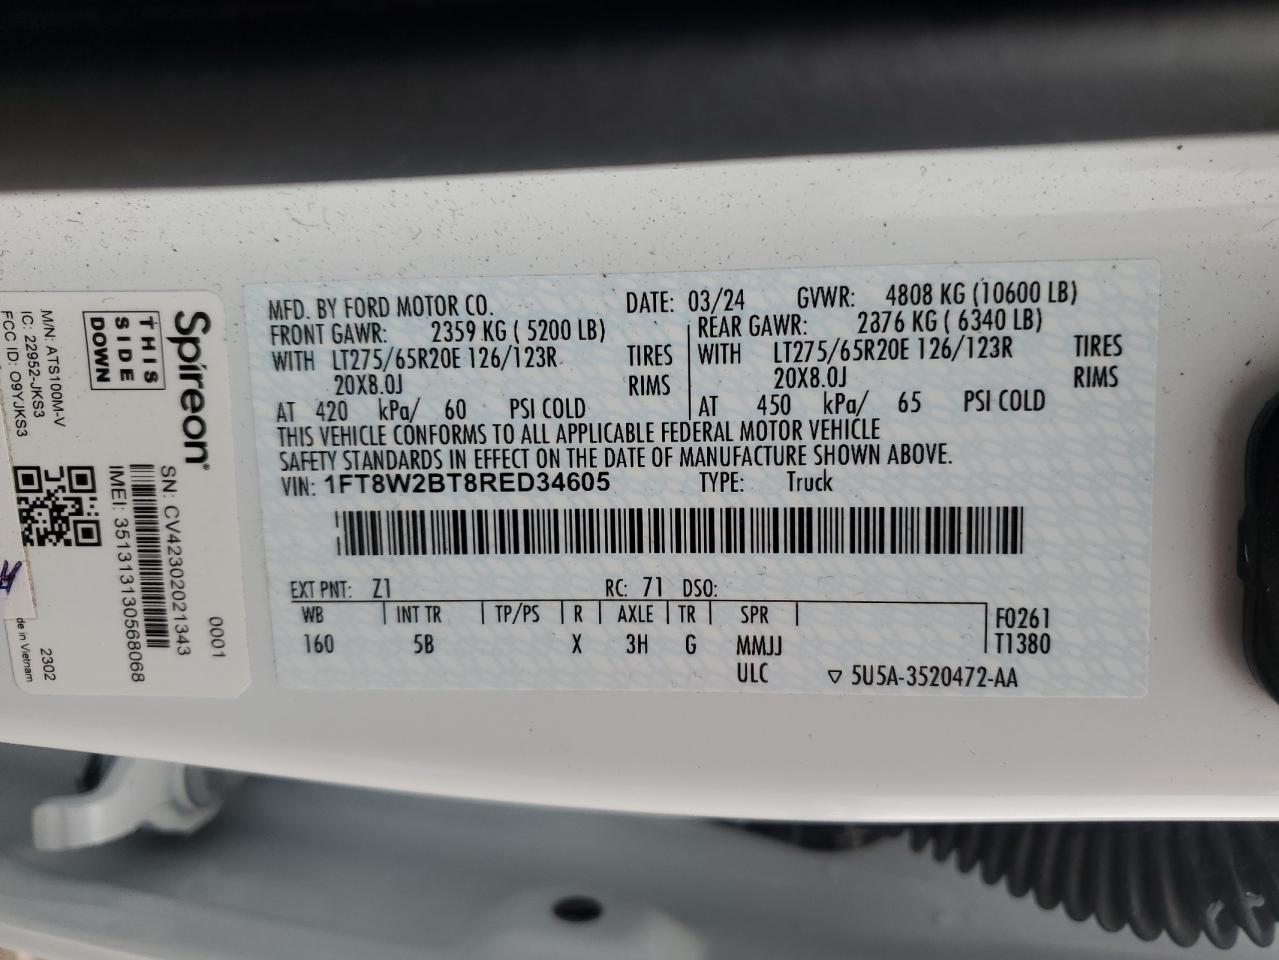 MFD. BY FORD MOTOR CO.
DATE: 03/24
GVWR: 4808 KG (10600 LB)
FRONT GAWR: 2359 KG ( 5200 LB)
WITH LT275/65R20E 126/123R TIRES
20X8.0J RIMS
AT 420 kPa/ 60 PSI COLD
REAR GAWR: 2876 KG ( 6340 LB)
WITH LT275/65R20E 126/123R TIRES
20X8.0J RIMS
AT 450 kPa/ 65 PSI COLD
THIS VEHICLE CONFORMS TO ALL APPLICABLE FEDERAL MOTOR VEHICLE
SAFETY STANDARDS IN EFFECT ON THE DATE OF MANUFACTURE SHOWN ABOVE.
VIN: 1FT8W2BT8RED34605 TYPE: Truck
EXT PNT: Z1 RC: 71 DSO:
WB INT TR TP/PS R AXLE TR SPR
160 5B X 3H G MMJJ
ULC
F0261
T1380
▽ 5U5A-3520472-AA
Spireon®
THIS
SIDE
DOWN
M/N: ATS100M-V
IC: 22952-JKS3
FCC ID: O9YJKS3
SN: CV42302021343
IMEI: 351313130568068
0001
2302
de in Vietnam